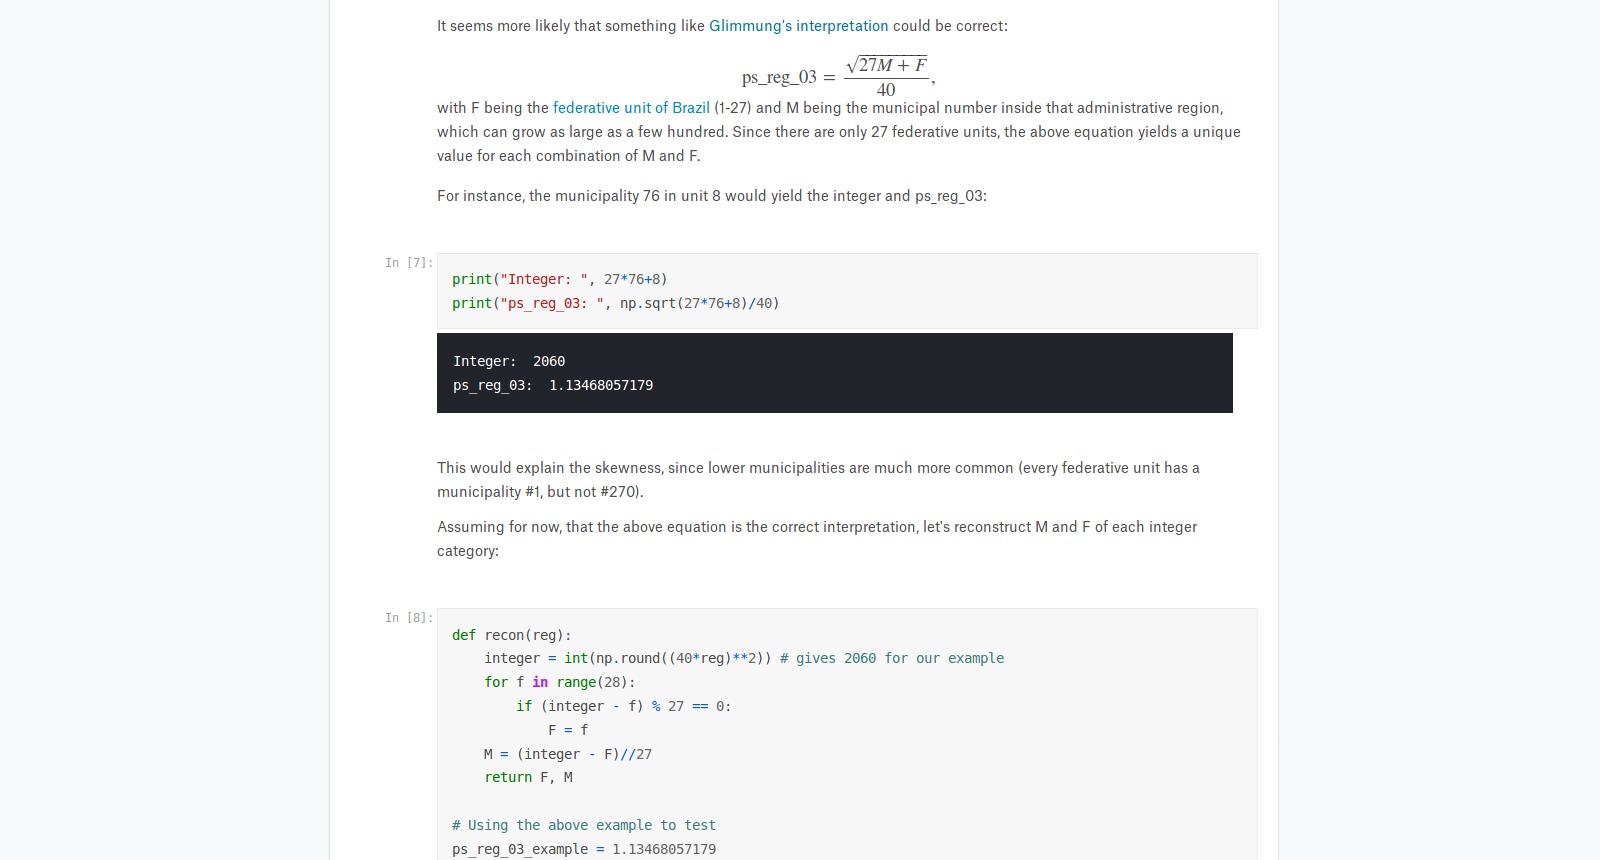 It seems more likely that something like Glimmung's interpretation could be correct:
ps_reg_03 = √27M + F / 40,
with F being the federative unit of Brazil (1-27) and M being the municipal number inside that administrative region,
which can grow as large as a few hundred. Since there are only 27 federative units, the above equation yields a unique
value for each combination of M and F.
For instance, the municipality 76 in unit 8 would yield the integer and ps_reg_03:
In [7]:
print("Integer: ", 27*76+8)
print("ps_reg_03: ", np.sqrt(27*76+8)/40)
Integer:  2060
ps_reg_03:  1.13468057179
This would explain the skewness, since lower municipalities are much more common (every federative unit has a
municipality #1, but not #270).
Assuming for now, that the above equation is the correct interpretation, let's reconstruct M and F of each integer
category:
In [8]:
def recon(reg):
    integer = int(np.round((40*reg)**2)) # gives 2060 for our example
    for f in range(28):
        if (integer - f) % 27 == 0:
            F = f
    M = (integer - F)//27
    return F, M
# Using the above example to test
ps_reg_03_example = 1.13468057179